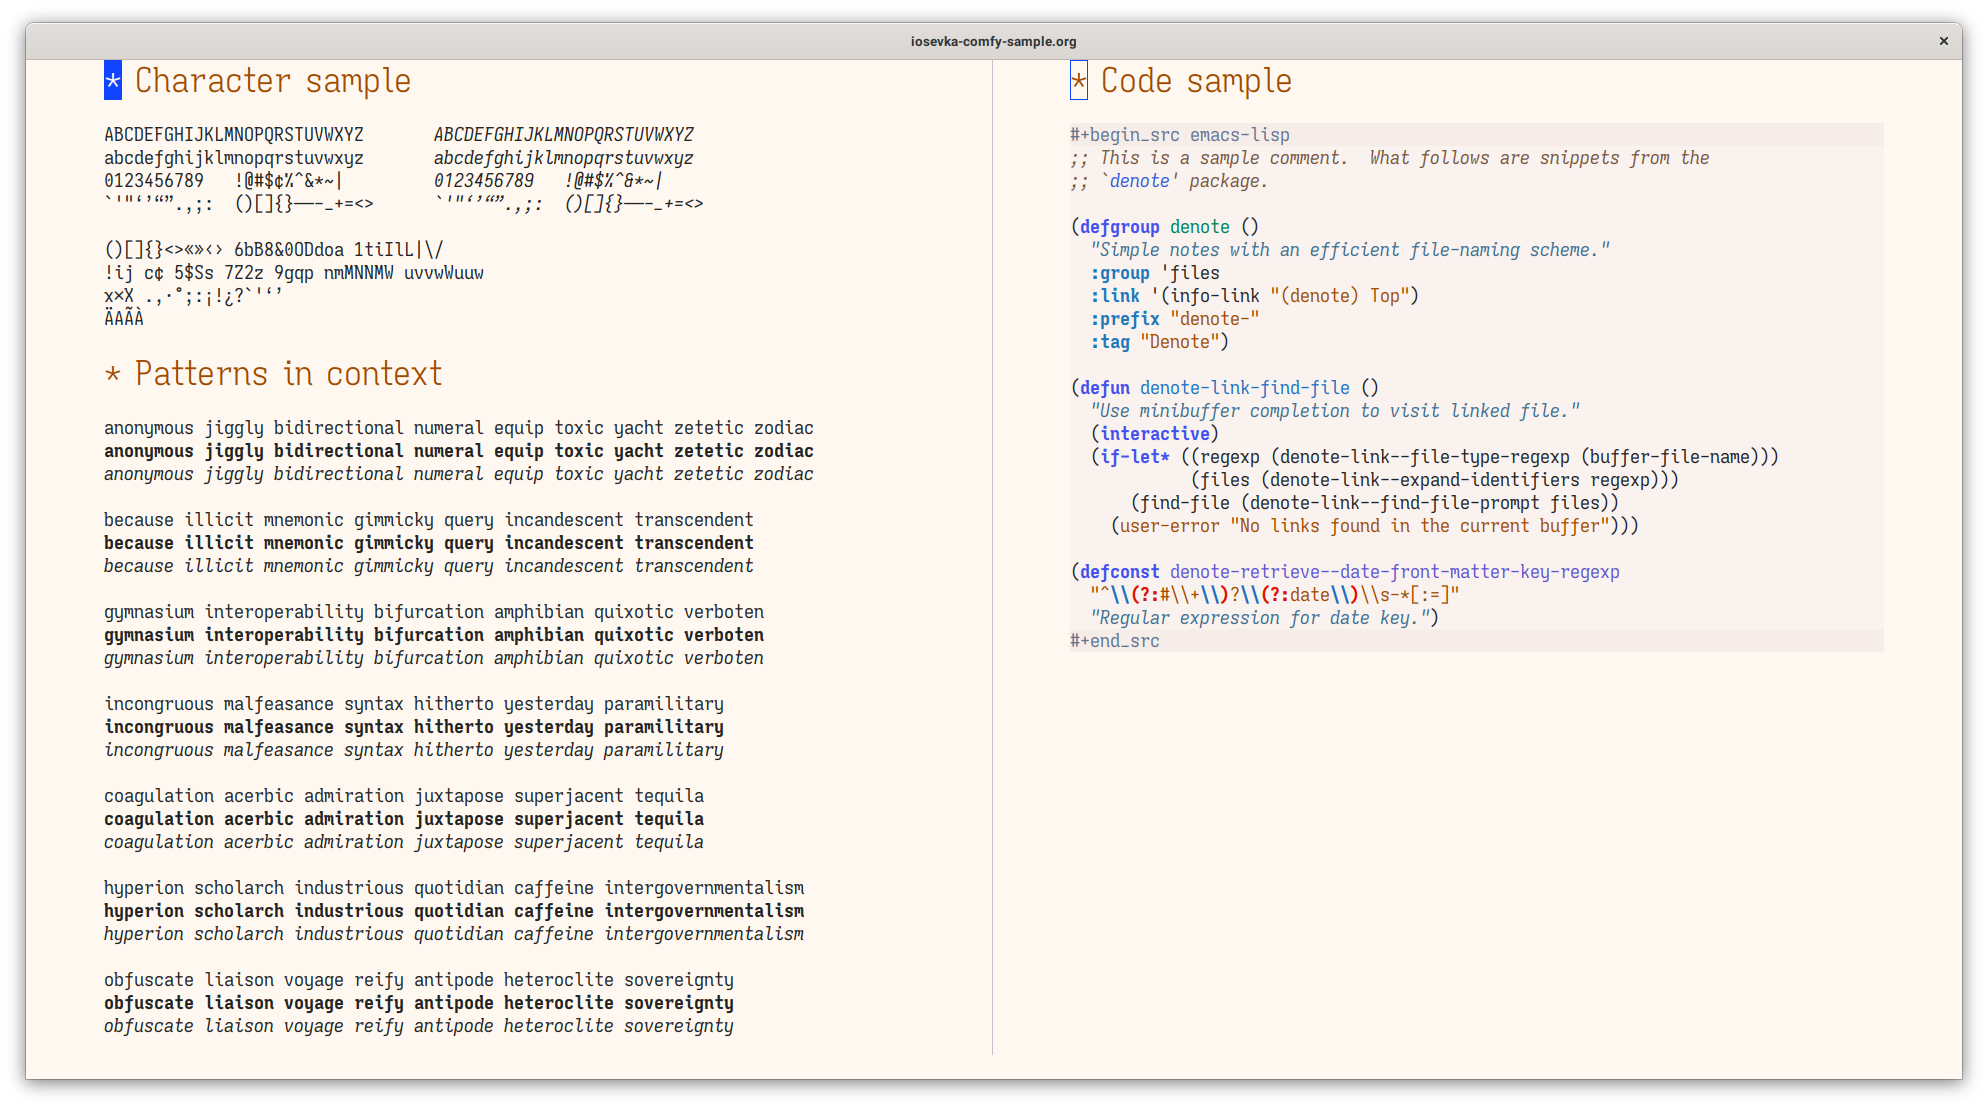 iosevka-comfy-sample.org ×
* Character sample
ABCDEFGHIJKLMNOPQRSTUVWXYZ       ABCDEFGHIJKLMNOPQRSTUVWXYZ
abcdefghijklmnopqrstuvwxyz       abcdefghijklmnopqrstuvwxyz
0123456789   !@#$¢%^&*~|         0123456789   !@#$%^&*~|
`'"‘’“”.,;:  ()[]{}—–-_+=<>      `'"‘’“”.,;:  ()[]{}—–-_+=<>
()[]{}<>«»‹› 6bB8&0ODdoa 1tiIlL|\/
!ij c¢ 5$Ss 7Z2z 9gqp nmMNNMW uvvwWuuw
x×X .,·°;:¡!¿?`'‘’
ÄAÃÀ
* Patterns in context
anonymous jiggly bidirectional numeral equip toxic yacht zetetic zodiac
anonymous jiggly bidirectional numeral equip toxic yacht zetetic zodiac
anonymous jiggly bidirectional numeral equip toxic yacht zetetic zodiac
because illicit mnemonic gimmicky query incandescent transcendent
because illicit mnemonic gimmicky query incandescent transcendent
because illicit mnemonic gimmicky query incandescent transcendent
gymnasium interoperability bifurcation amphibian quixotic verboten
gymnasium interoperability bifurcation amphibian quixotic verboten
gymnasium interoperability bifurcation amphibian quixotic verboten
incongruous malfeasance syntax hitherto yesterday paramilitary
incongruous malfeasance syntax hitherto yesterday paramilitary
incongruous malfeasance syntax hitherto yesterday paramilitary
coagulation acerbic admiration juxtapose superjacent tequila
coagulation acerbic admiration juxtapose superjacent tequila
coagulation acerbic admiration juxtapose superjacent tequila
hyperion scholarch industrious quotidian caffeine intergovernmentalism
hyperion scholarch industrious quotidian caffeine intergovernmentalism
hyperion scholarch industrious quotidian caffeine intergovernmentalism
obfuscate liaison voyage reify antipode heteroclite sovereignty
obfuscate liaison voyage reify antipode heteroclite sovereignty
obfuscate liaison voyage reify antipode heteroclite sovereignty
* Code sample
#+begin_src emacs-lisp
;; This is a sample comment.  What follows are snippets from the
;; `denote' package.
(defgroup denote ()
  "Simple notes with an efficient file-naming scheme."
  :group 'files
  :link '(info-link "(denote) Top")
  :prefix "denote-"
  :tag "Denote")
(defun denote-link-find-file ()
  "Use minibuffer completion to visit linked file."
  (interactive)
  (if-let* ((regexp (denote-link--file-type-regexp (buffer-file-name)))
            (files (denote-link--expand-identifiers regexp)))
      (find-file (denote-link--find-file-prompt files))
    (user-error "No links found in the current buffer")))
(defconst denote-retrieve--date-front-matter-key-regexp
  "^\\(?:#\\+\\)?\\(?:date\\)\\s-*[:=]"
  "Regular expression for date key.")
#+end_src